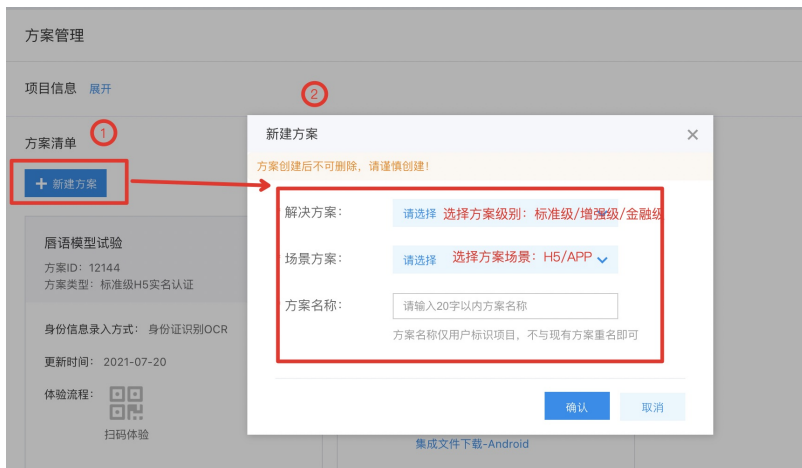 方案管理
项目信息 展开
②
①
方案清单
+ 新建方案
新建方案
方案创建后不可删除，请谨慎创建！
解决方案： 请选择 选择方案级别：标准级/增强级/金融级
场景方案： 请选择 选择方案场景：H5/APP
方案名称： 请输入20字以内方案名称
方案名称仅用户标识项目，不与现有方案重名即可
确认 取消
唇语模型试验
方案ID：12144
方案类型：标准级H5实名认证
身份信息录入方式：身份证识别OCR
更新时间：2021-07-20
体验流程：
扫码体验
集成文件下载-Android